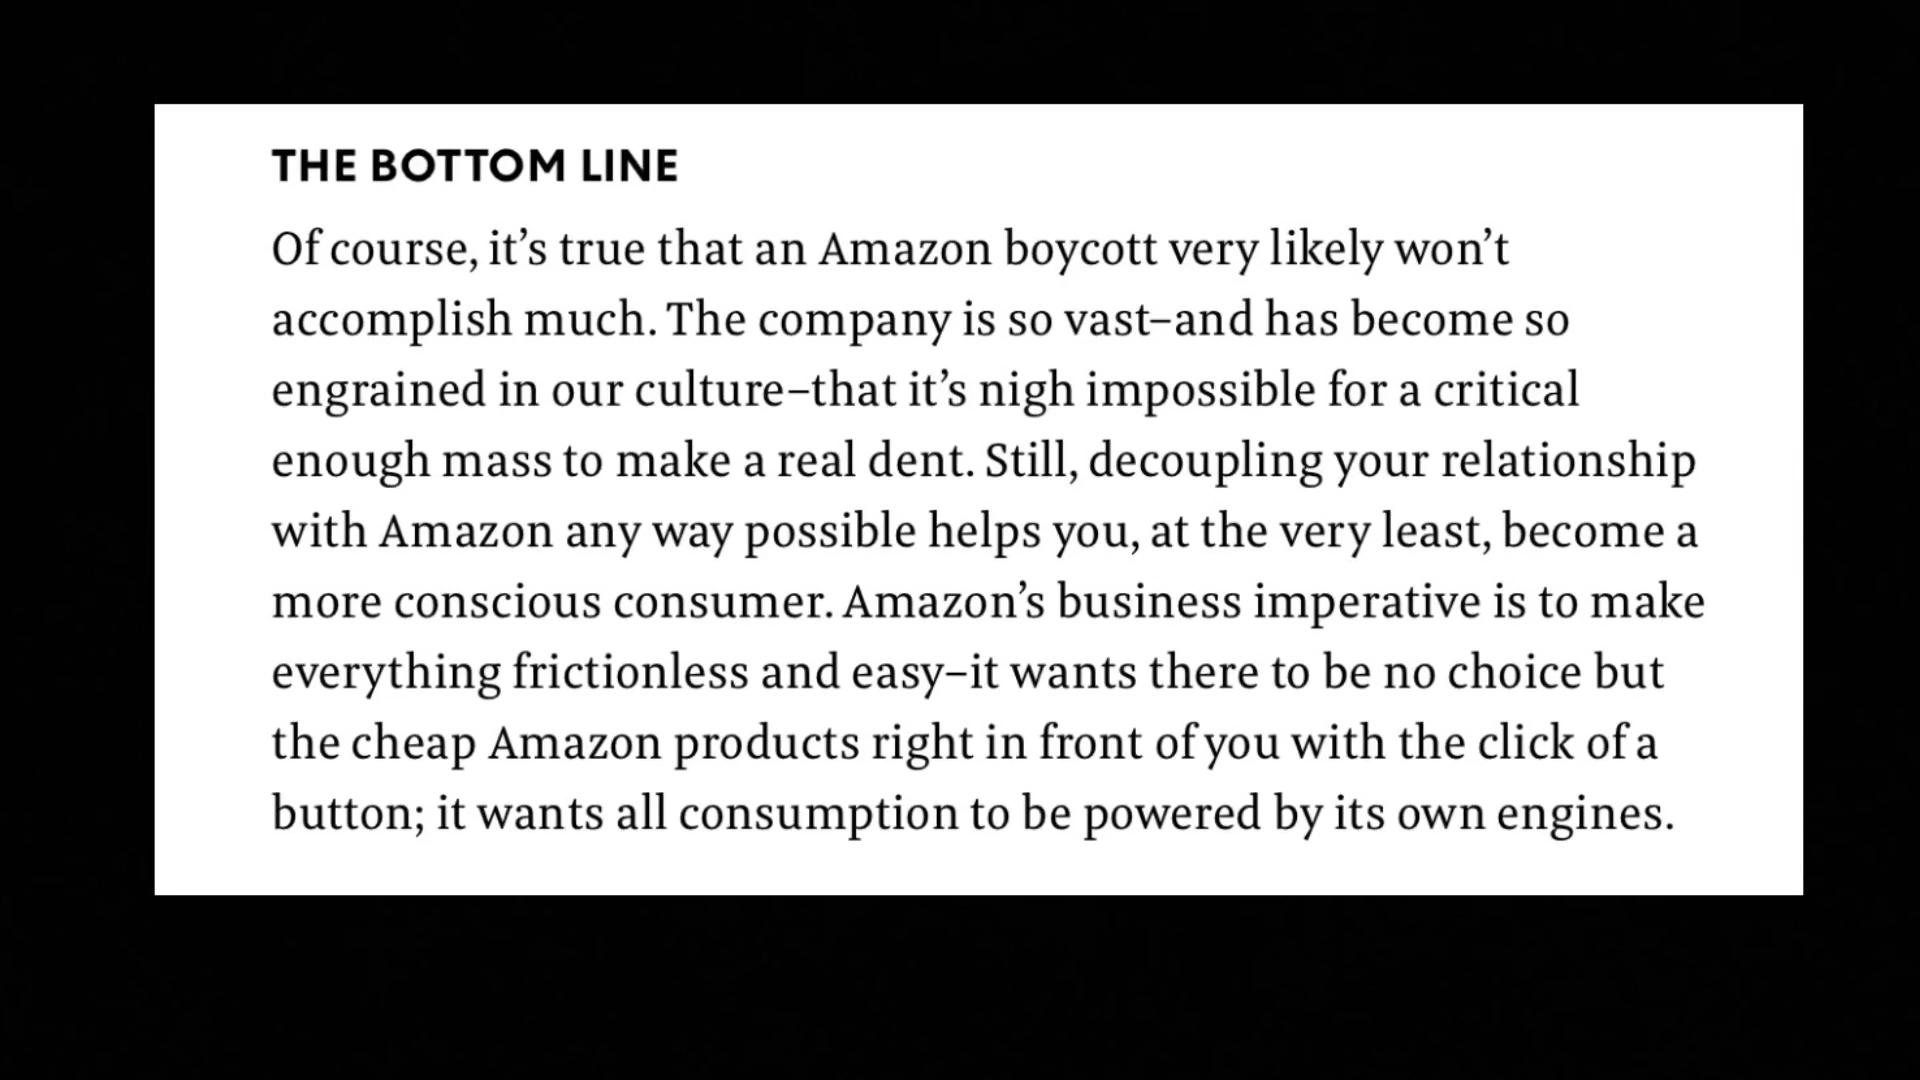 THE BOTTOM LINE
Of course, it’s true that an Amazon boycott very likely won’t
accomplish much. The company is so vast–and has become so
engrained in our culture–that it’s nigh impossible for a critical
enough mass to make a real dent. Still, decoupling your relationship
with Amazon any way possible helps you, at the very least, become a
more conscious consumer. Amazon’s business imperative is to make
everything frictionless and easy–it wants there to be no choice but
the cheap Amazon products right in front of you with the click of a
button; it wants all consumption to be powered by its own engines.